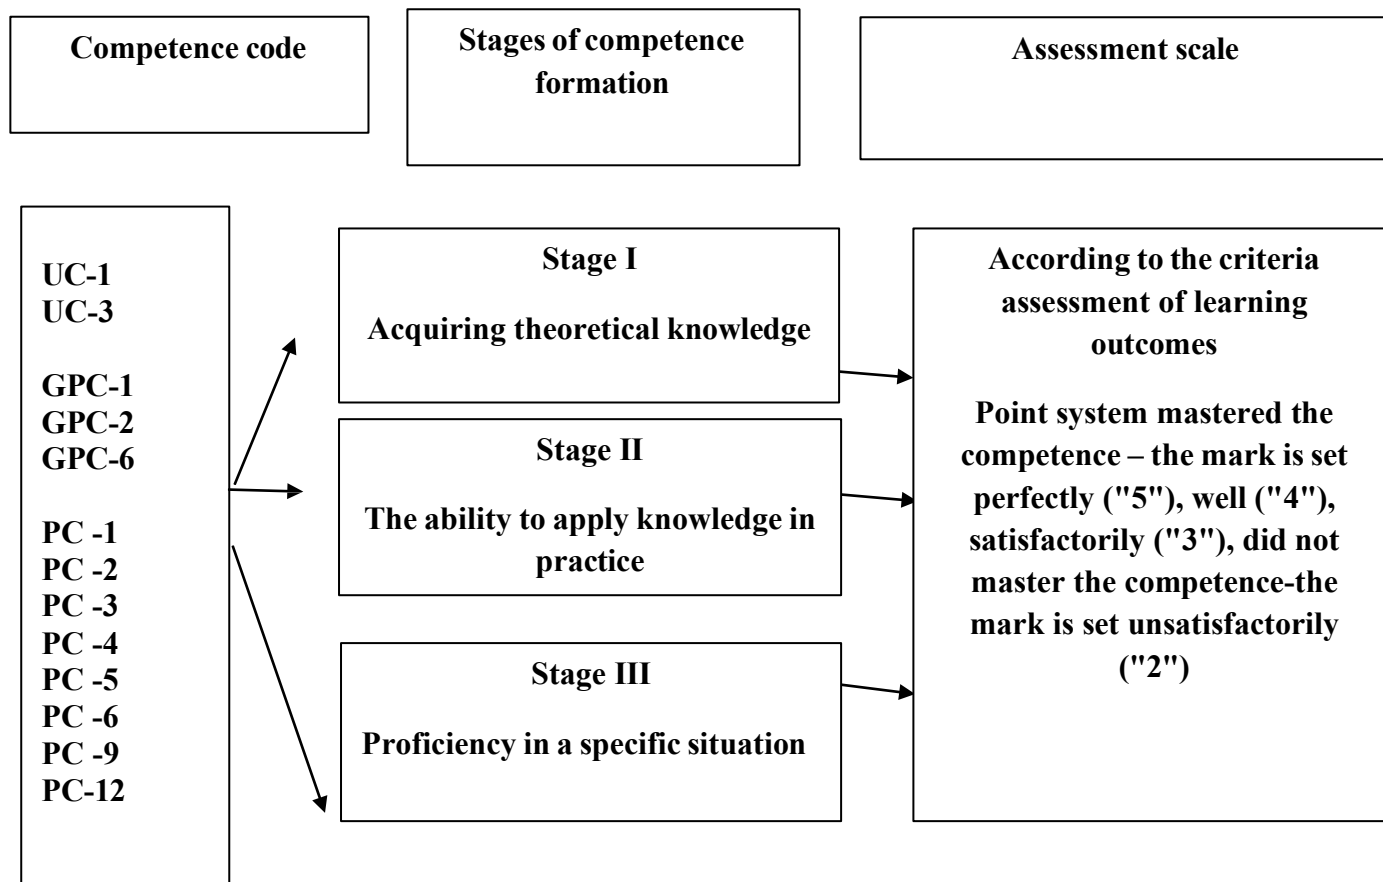 Competence code
Stages of competence
formation
Assessment scale
UC-1
UC-3
GPC-1
GPC-2
GPC-6
PC -1
PC -2
PC -3
PC -4
PC -5
PC -6
PC -9
PC-12
Stage I
Acquiring theoretical knowledge
Stage II
The ability to apply knowledge in
practice
Stage III
Proficiency in a specific situation
According to the criteria
assessment of learning
outcomes
Point system mastered the
competence – the mark is set
perfectly ("5"), well ("4"),
satisfactorily ("3"), did not
master the competence-the
mark is set unsatisfactorily
("2")